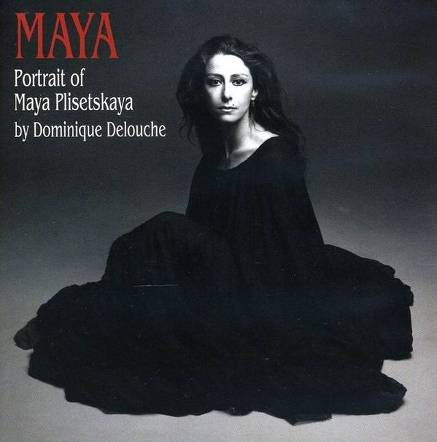 MAYA
Portrait of
Maya Plisetskaya
by Dominique Delouche